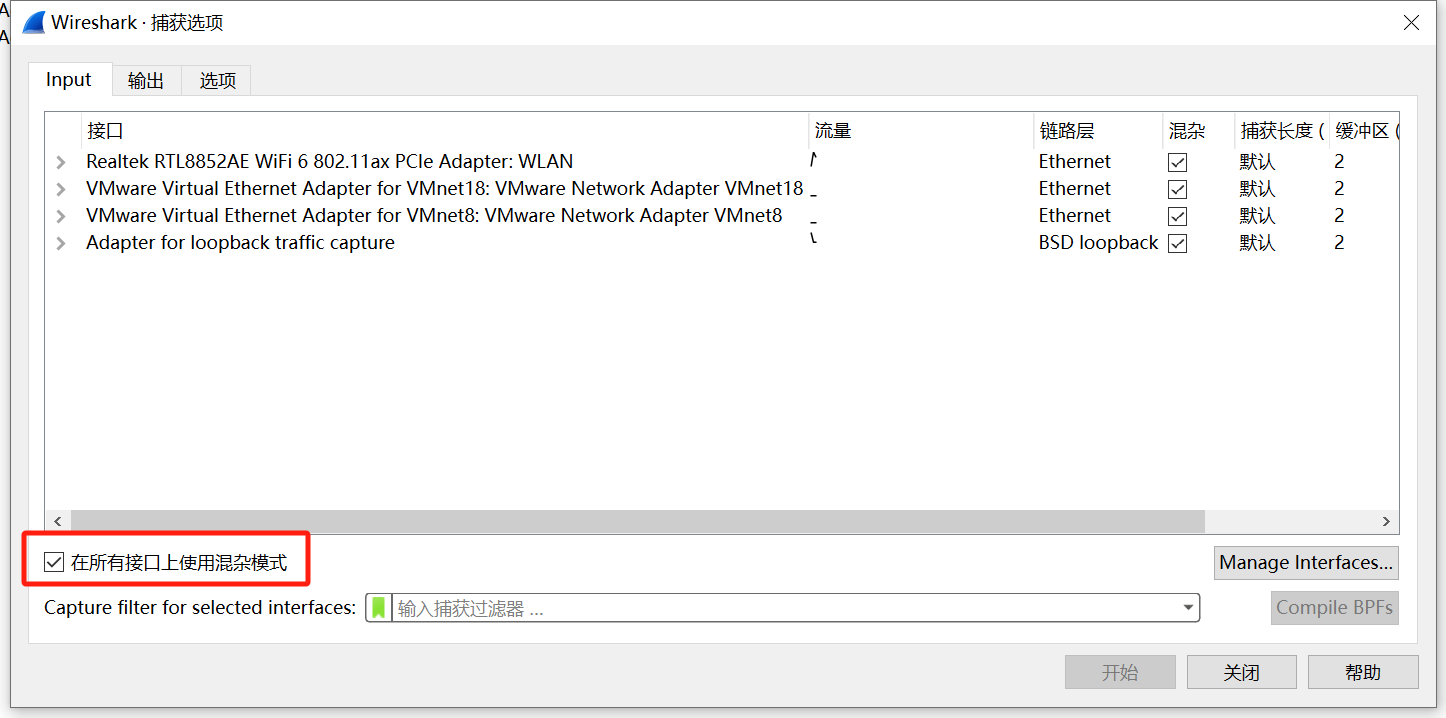 A
Wireshark · 捕获选项
A
Input 输出 选项
接口 流量 链路层 混杂 捕获长度 ( 缓冲区 (
Realtek RTL8852AE WiFi 6 802.11ax PCIe Adapter: WLAN Ethernet 默认 2
VMware Virtual Ethernet Adapter for VMnet18: VMware Network Adapter VMnet18 Ethernet 默认 2
VMware Virtual Ethernet Adapter for VMnet8: VMware Network Adapter VMnet8 Ethernet 默认 2
Adapter for loopback traffic capture BSD loopback 默认 2
在所有接口上使用混杂模式 Manage Interfaces...
Capture filter for selected interfaces: 输入捕获过滤器 ... Compile BPFs
开始 关闭 帮助